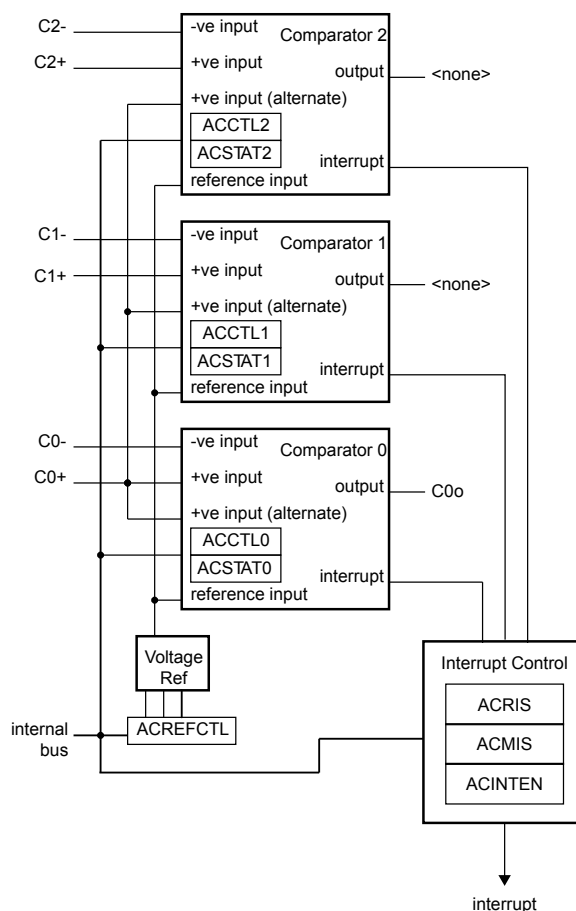 C2-
-ve input
Comparator 2
C2+
+ve input
output
<none>
+ve input (alternate)
ACCTL2
ACSTAT2
interrupt
reference input
C1-
-ve input
Comparator 1
C1+
+ve input
output
<none>
+ve input (alternate)
ACCTL1
ACSTAT1
interrupt
reference input
C0-
-ve input
Comparator 0
C0+
+ve input
output
C0o
+ve input (alternate)
ACCTL0
ACSTAT0
interrupt
reference input
Voltage
Ref
Interrupt Control
ACRIS
ACMIS
ACINTEN
internal
bus
ACREFCTL
interrupt